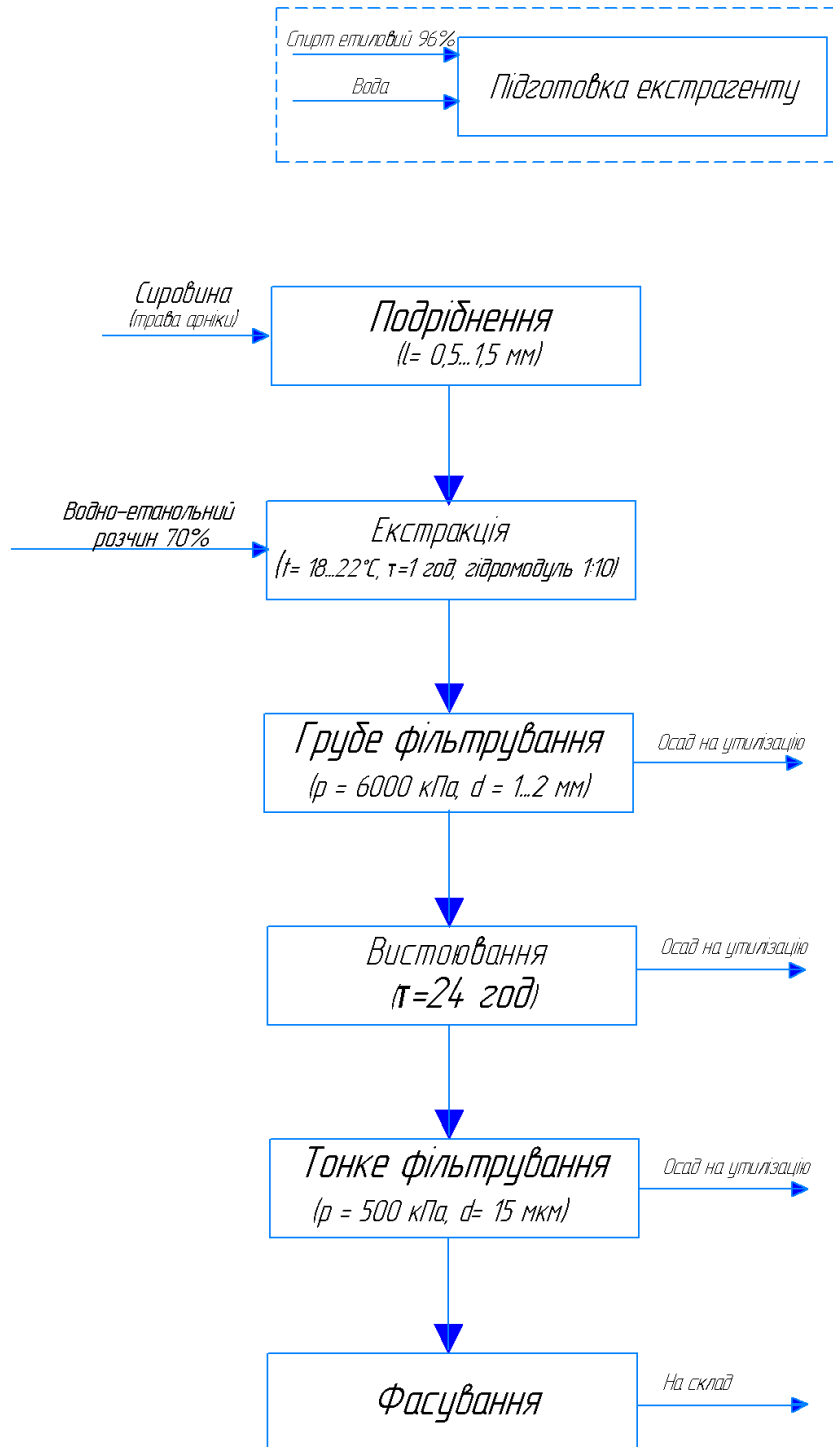 Спирт етиловий 96%
Вода
Підготовка екстрагенту
Сировина
(трава арніки)
Подрібнення
(l= 0,5...1,5 мм)
Водно-етанольний
розчин 70%
Екстракція
(t= 18...22°C, τ=1 год, гідромодуль 1:10)
Грубе фільтрування
(р = 6000 кПа, d = 1...2 мм)
Осад на утилізацію
Вистоювання
(τ=24 год)
Осад на утилізацію
Тонке фільтрування
(р = 500 кПа, d= 15 мкм)
Осад на утилізацію
Фасування
На склад